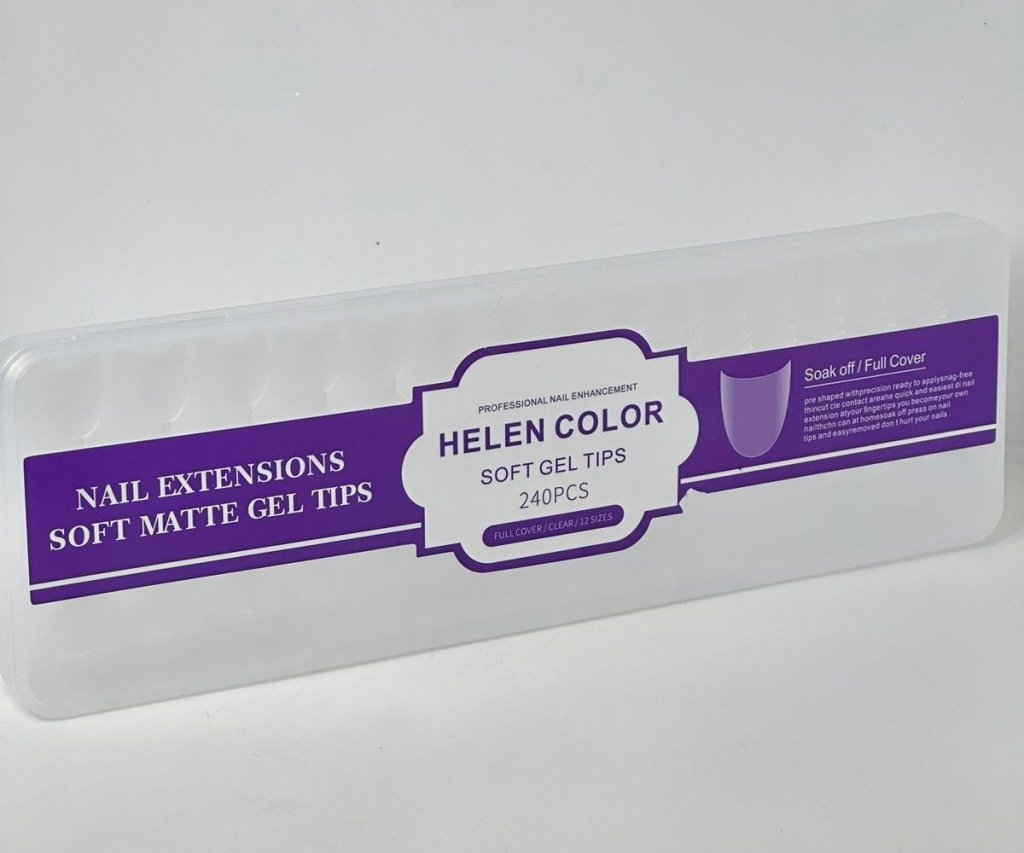 NAIL EXTENSIONS
SOFT MATTE GEL TIPS
PROFESSIONAL NAIL ENHANCEMENT
HELEN COLOR
SOFT GEL TIPS
240PCS
FULL COVER / CLEAR / 12 SIZES
Soak off / Full Cover
pre shaped withprecision ready to applysnag-free
thincut cle contact areahe quick and easiest di nail
extension atyour fingertips you becomeyour own
nailthchn can at homesoak off press on nail
tips and easyremoved don t hurt your nails .